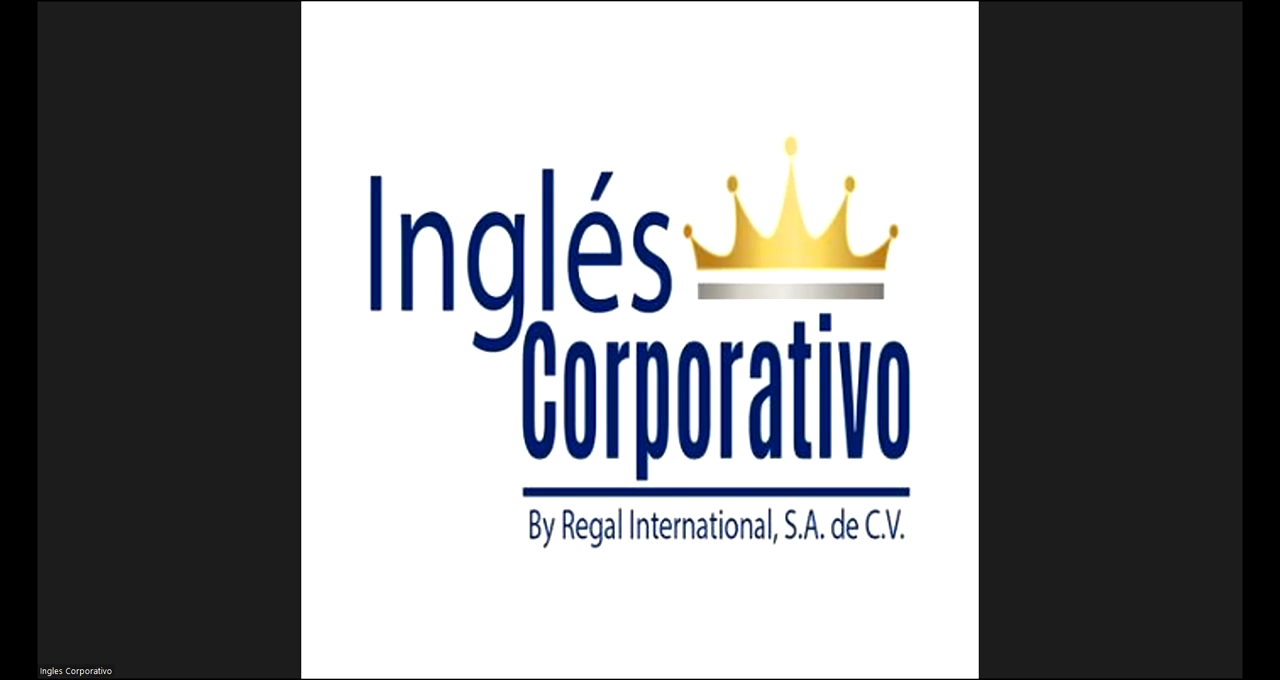 Inglés
Corporativo
By Regal International, S.A. de C.V.
Ingles Corporativo